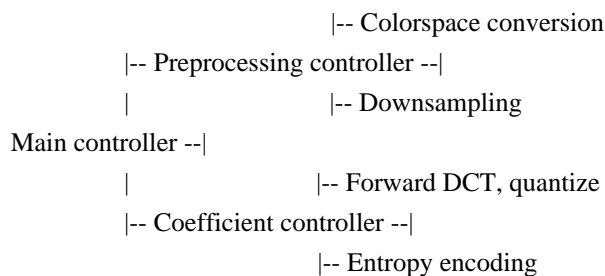 |-- Colorspace conversion
|-- Preprocessing controller --|
| |-- Downsampling
Main controller --|
| |-- Forward DCT, quantize
|-- Coefficient controller --|
|-- Entropy encoding